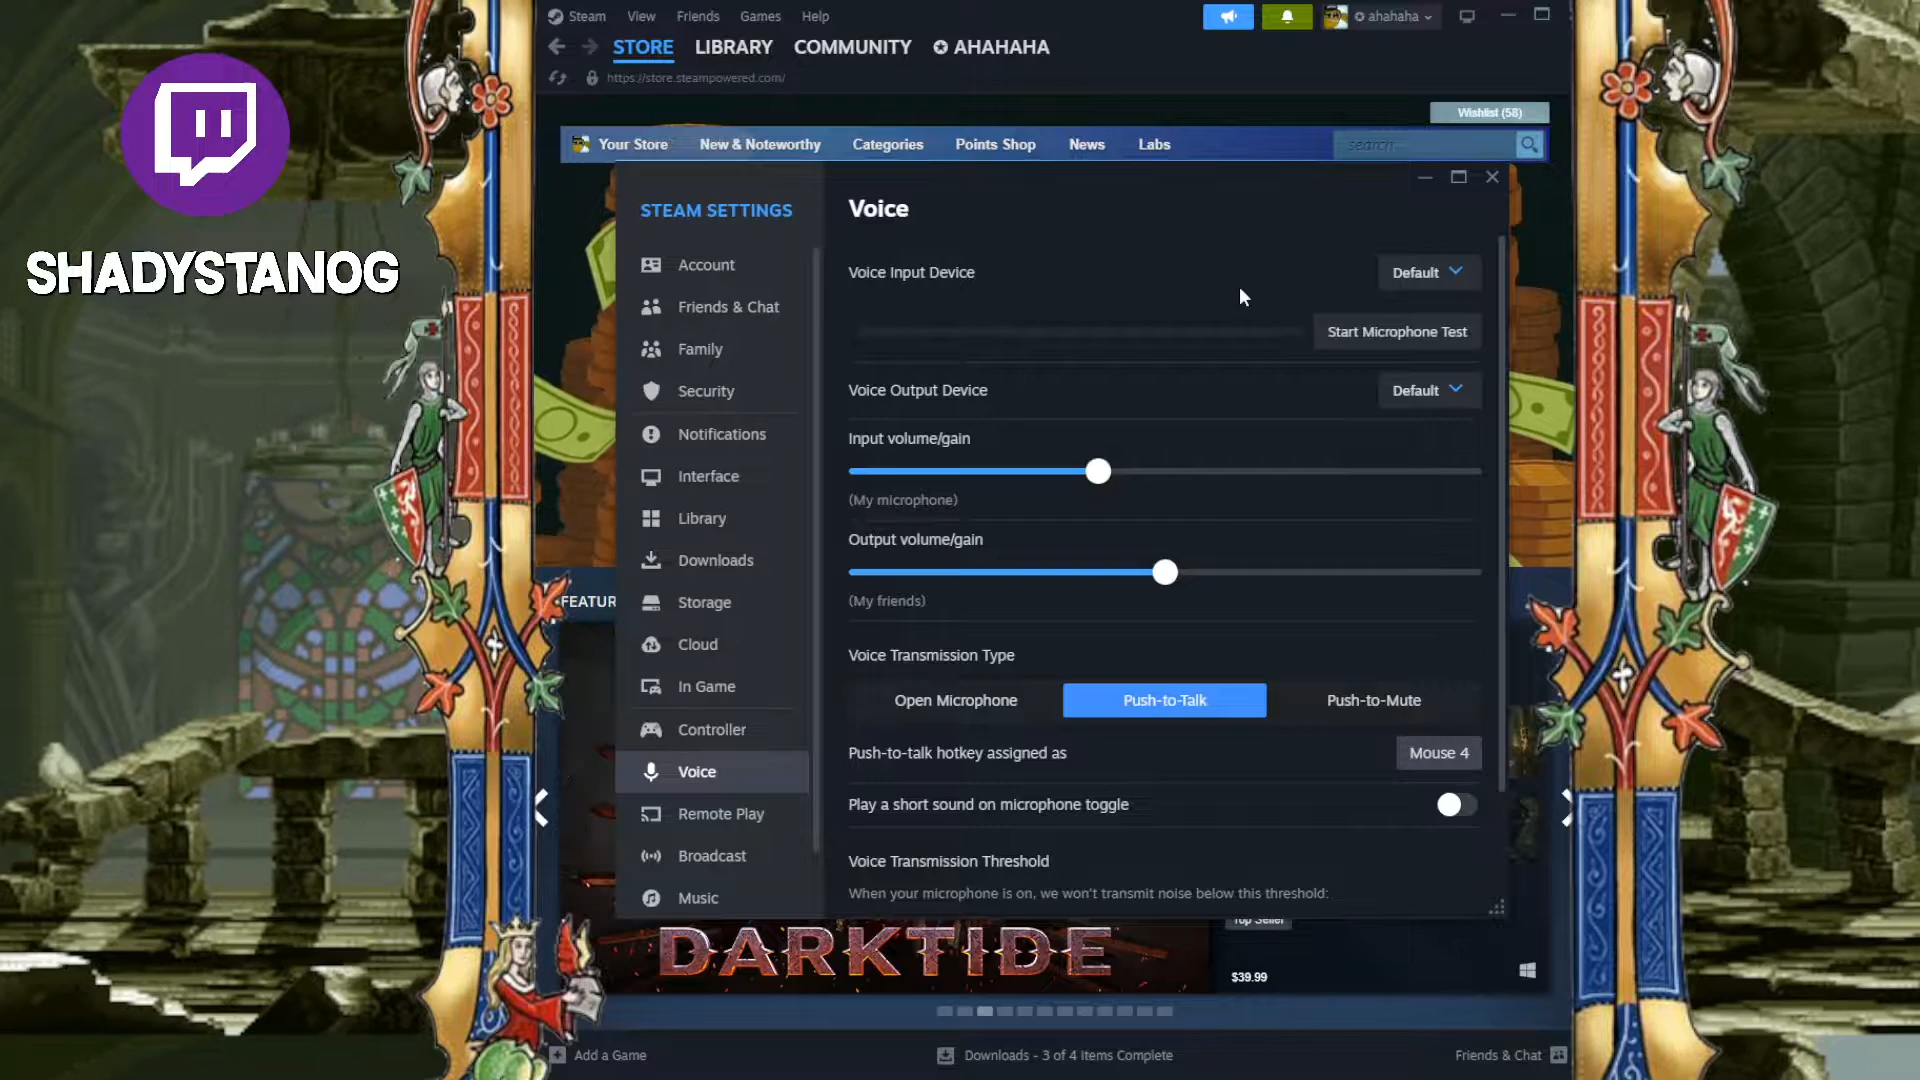 SHADYSTANOG
Steam View Friends Games Help
ahahaha
STORE LIBRARY COMMUNITY AHAHAHA
https://store.steampowered.com/
Wishlist (58)
Your Store New & Noteworthy Categories Points Shop News Labs
search
STEAM SETTINGS
Account
Friends & Chat
Family
Security
Notifications
Interface
Library
Downloads
Storage
Cloud
In Game
Controller
Voice
Remote Play
Broadcast
Music
Voice
Voice Input Device Default
Start Microphone Test
Voice Output Device Default
Input volume/gain
(My microphone)
Output volume/gain
(My friends)
Voice Transmission Type
Open Microphone Push-to-Talk Push-to-Mute
Push-to-talk hotkey assigned as Mouse 4
Play a short sound on microphone toggle
Voice Transmission Threshold
When your microphone is on, we won't transmit noise below this threshold:
FEATUR
DARKTIDE
Top Seller
$39.99
Add a Game
Downloads - 3 of 4 Items Complete
Friends & Chat